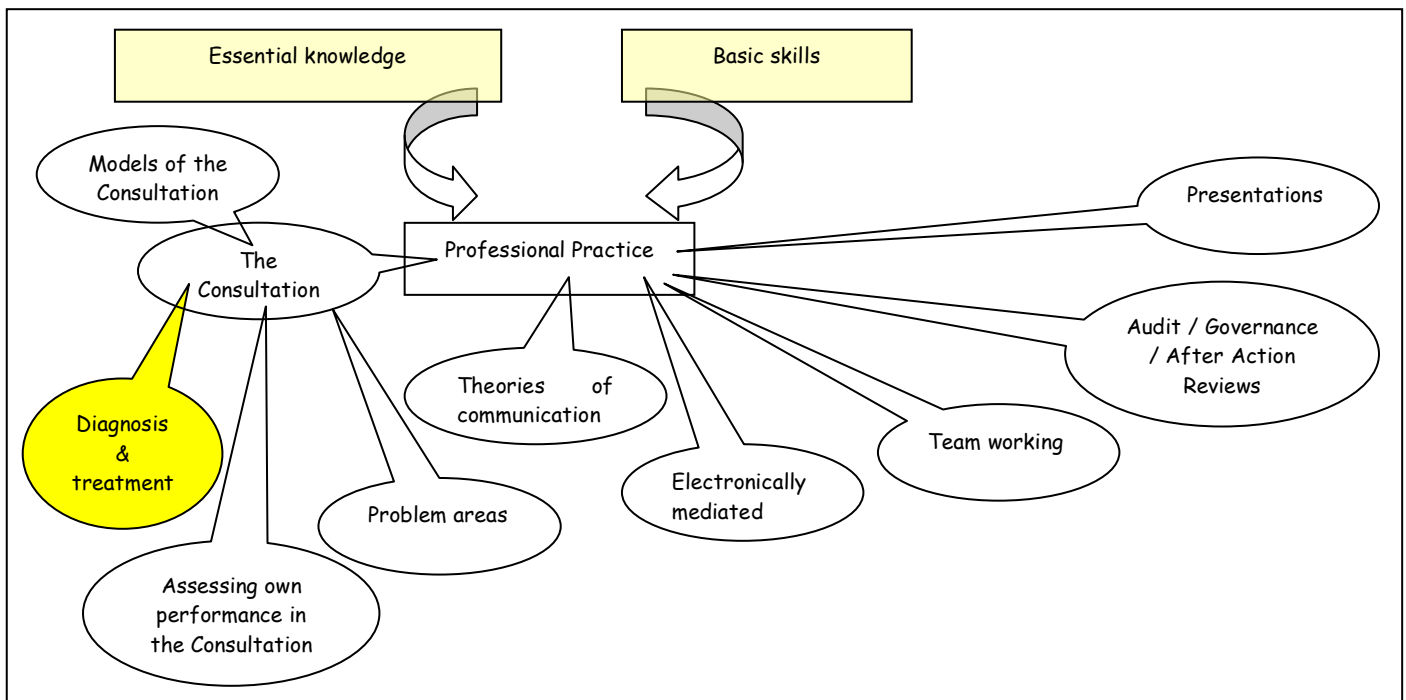 Essential knowledge
Basic skills
Models of the
Consultation
Presentations
Professional Practice
The
Consultation
Audit / Governance
/ After Action
Reviews
Theories of
communication
Diagnosis
&
treatment
Team working
Electronically
mediated
Problem areas
Assessing own
performance in
the Consultation